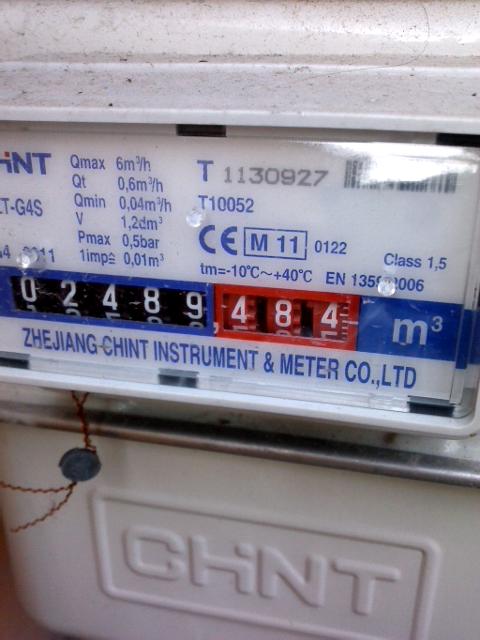 CHNT
Qmax 6m³/h
Qt 0,6m³/h
Qmin 0,04m³/h
V 1,2dm³
Pmax 0,5bar
1imp≙ 0,01m³
T 1130927
T10052
CE M 11 0122
Class 1,5
tm=-10°C~+40°C EN
T-G4S
2011
02489,484 m³
ZHEJIANG CHINT INSTRUMENT & METER CO.,LTD
CHNT